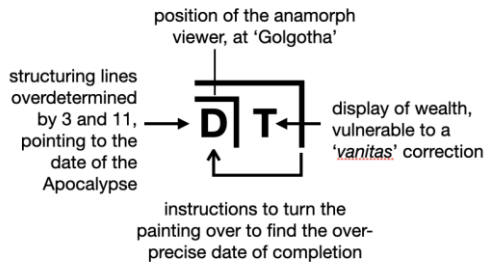 position of the anamorph
viewer, at ‘Golgotha’
structuring lines
overdetermined
by 3 and 11,
pointing to the
date of the
Apocalypse
D T
display of wealth,
vulnerable to a
‘vanitas’ correction
instructions to turn the
painting over to find the over-
precise date of completion